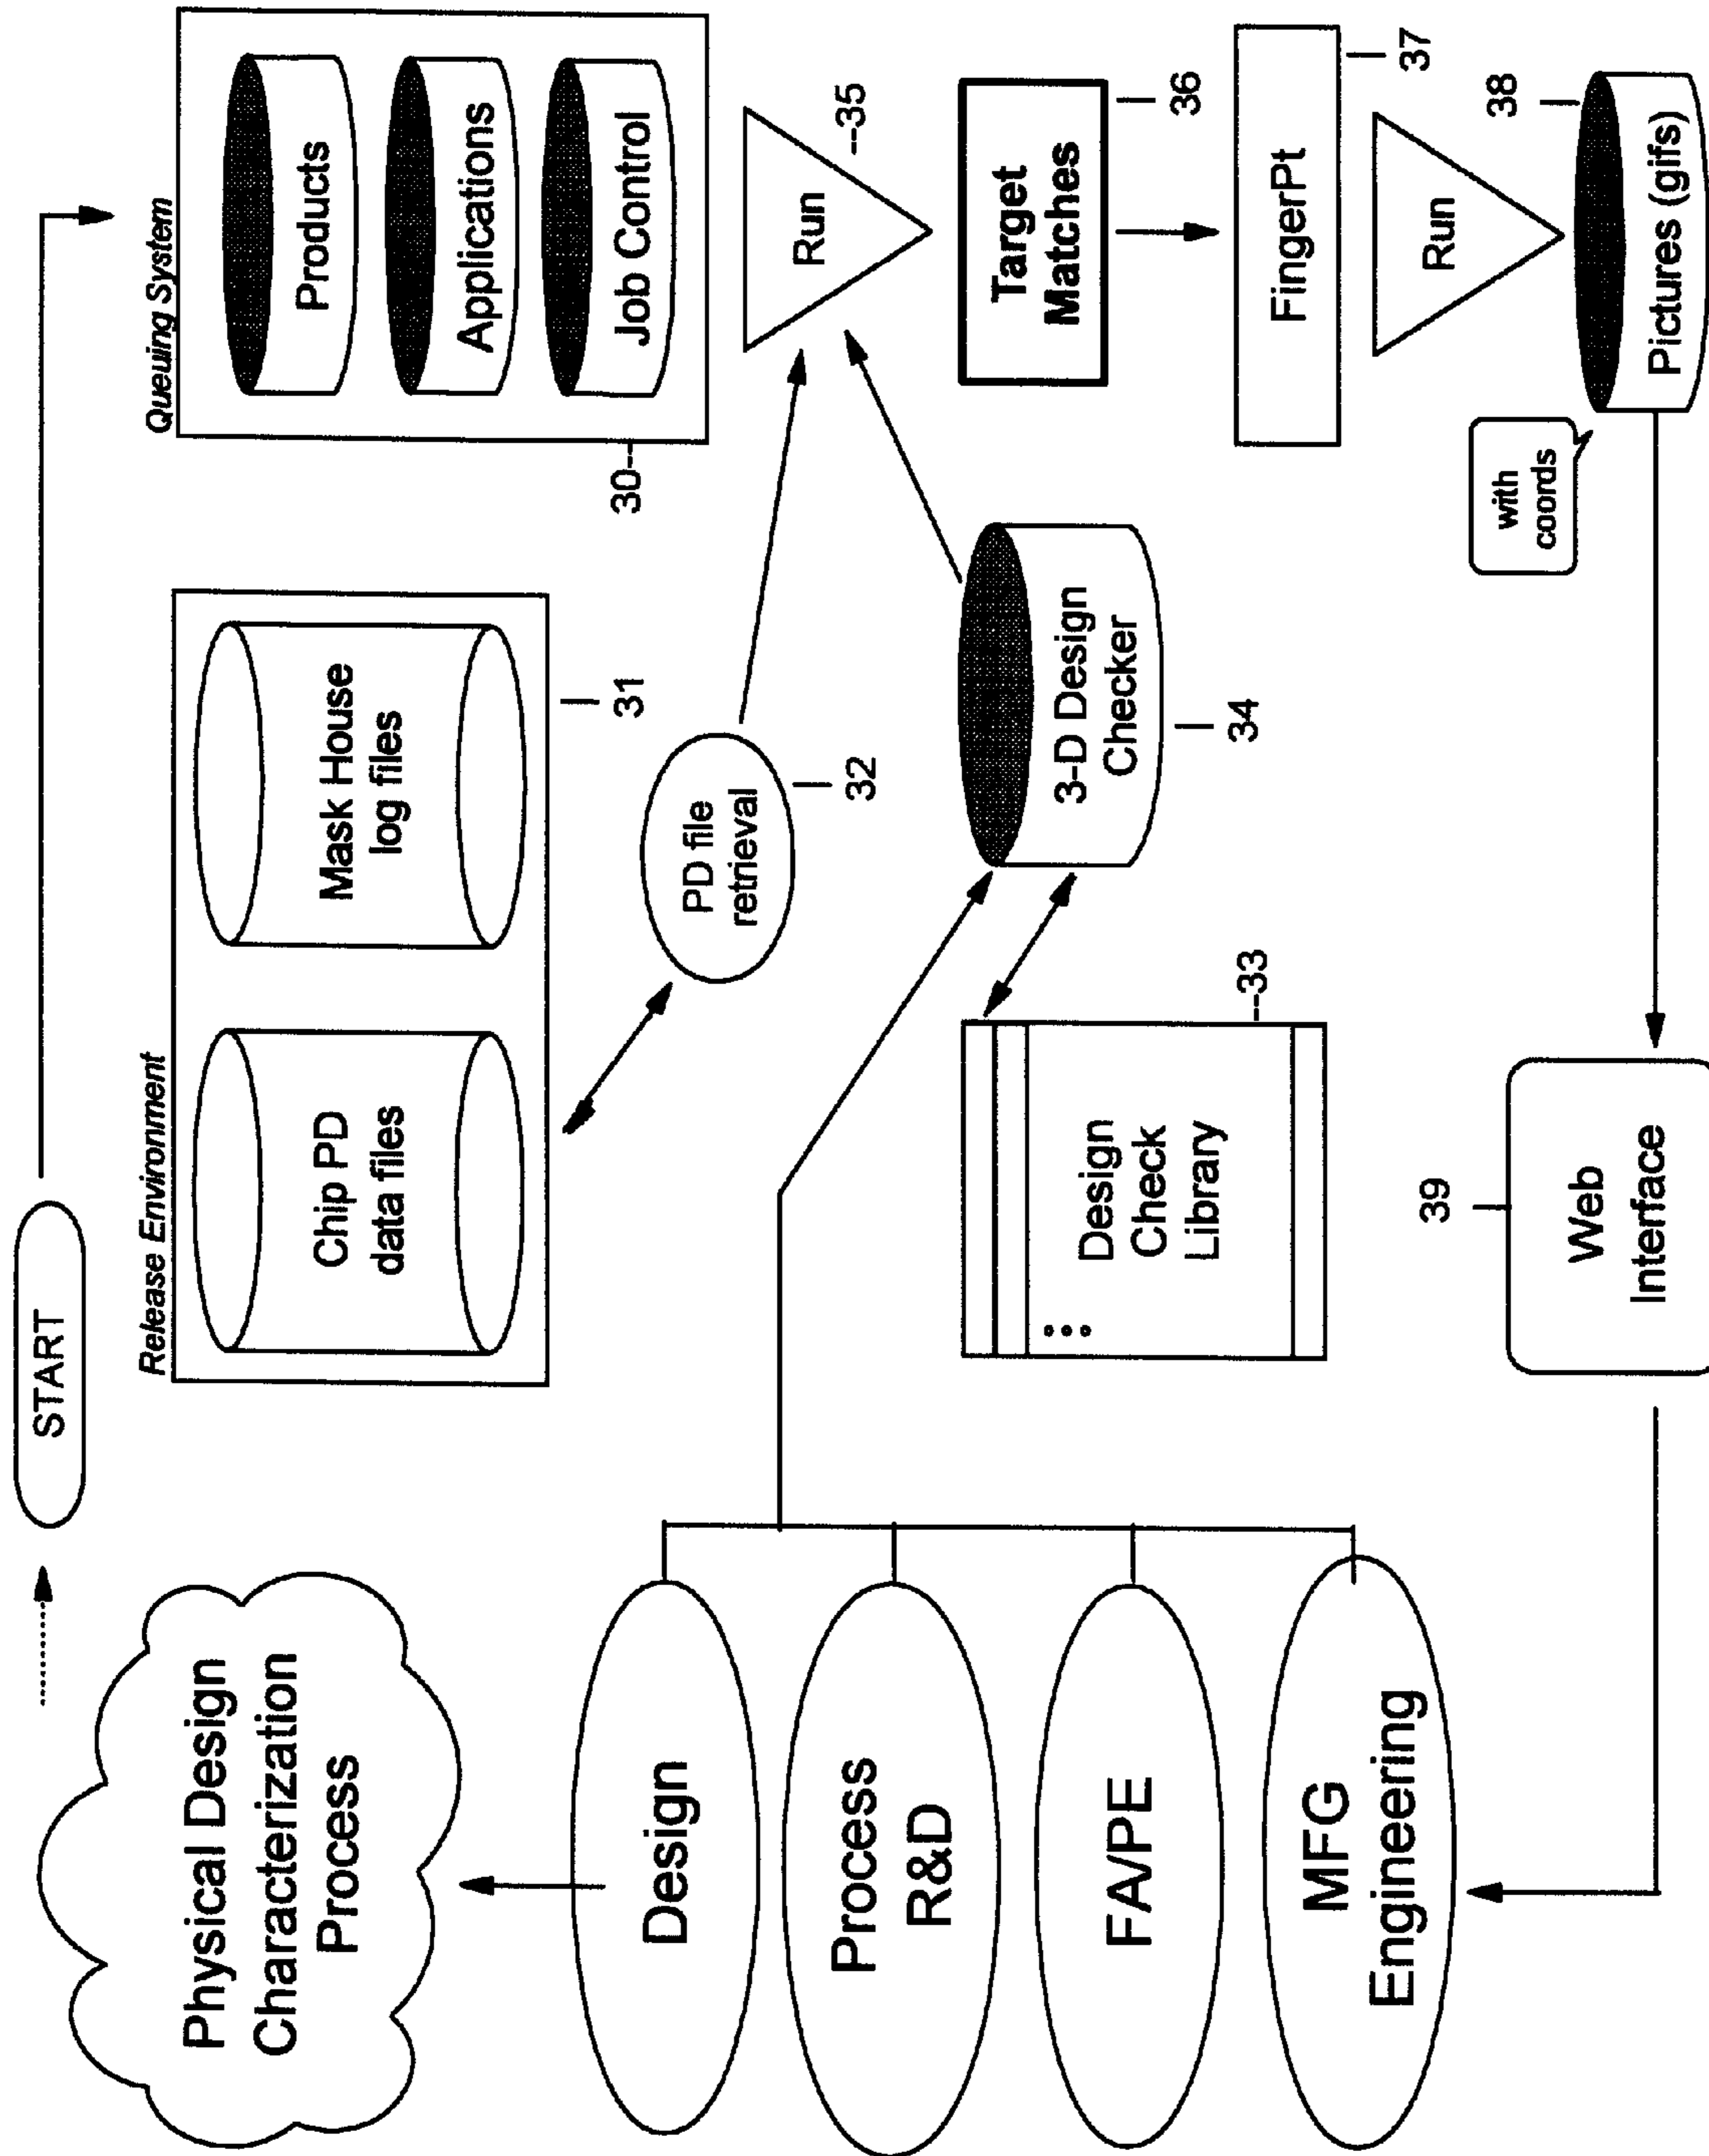 START
Physical Design
Characterization
Process
Release Environment
Chip PD
data files
Mask House
log files
31
Queuing System
Products
Applications
Job Control
30--
PD file
retrieval
32
Run
--35
Design
Process
R&D
FA/PE
MFG
Engineering
Design
Check
Library
--33
3-D Design
Checker
34
Target
Matches
36
FingerPt
37
Run
with
coords
38
Pictures (gifs)
39
Web
Interface